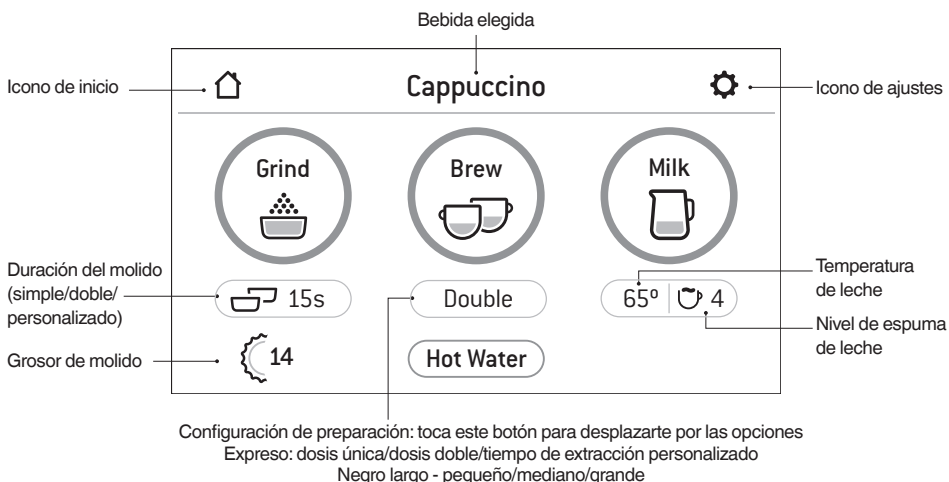 Bebida elegida
Icono de inicio
Cappuccino
Icono de ajustes
Grind
Brew
Milk
Duración del molido
(simple/doble/
personalizado)
15s
Double
65º
4
Temperatura
de leche
Nivel de espuma
de leche
Grosor de molido
14
Hot Water
Configuración de preparación: toca este botón para desplazarte por las opciones
Expreso: dosis única/dosis doble/tiempo de extracción personalizado
Negro largo - pequeño/mediano/grande